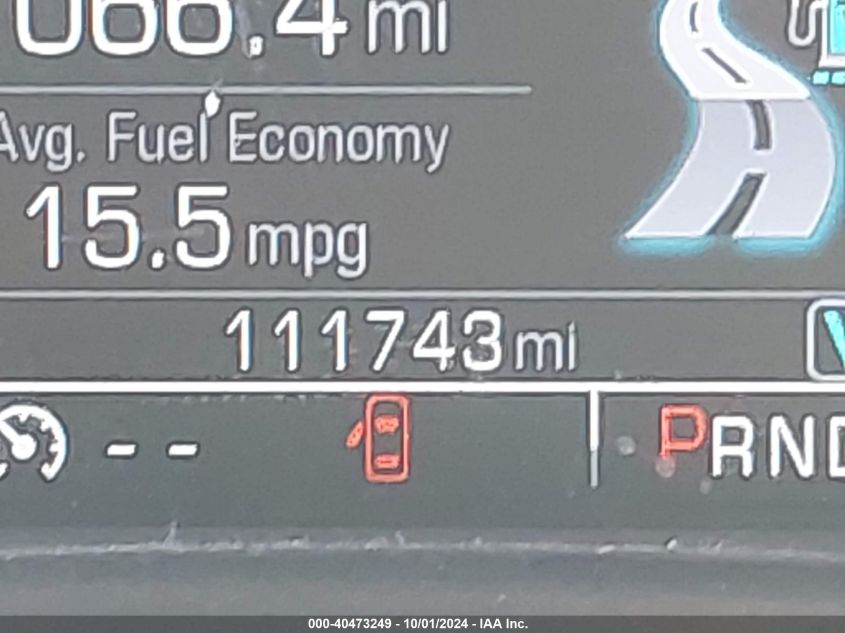 066.4 mi
Avg. Fuel Economy
15.5 mpg
111743 mi
-- PRND
000-40473249 - 10/01/2024 - IAA Inc.